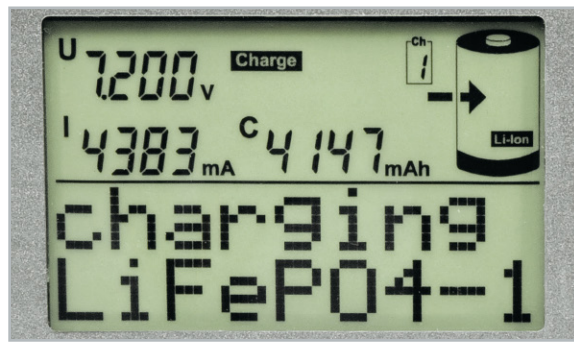 U 7.200 V Charge Ch 1
I 4383 mA C 4147 mAh Li-Ion
charging
LiFePO4-1